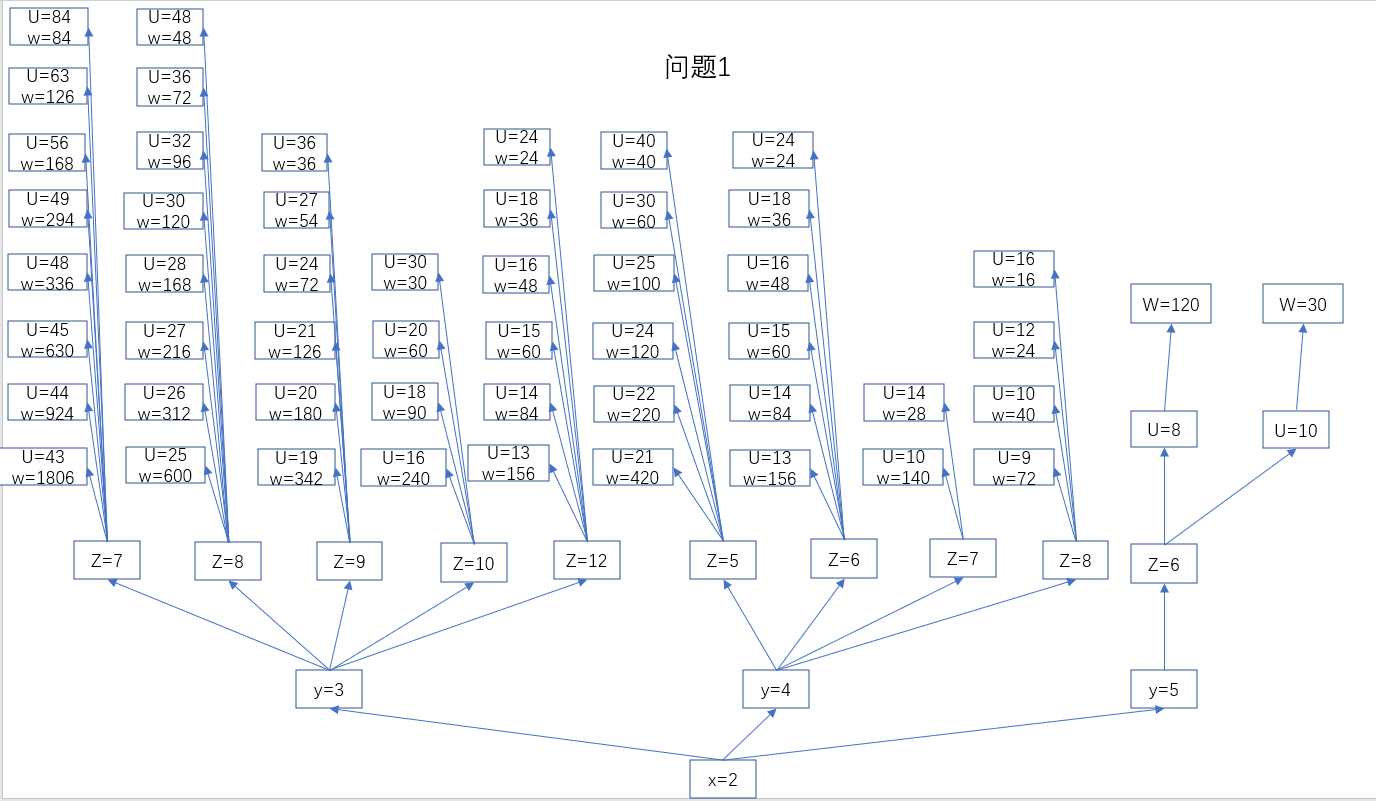 问题1
U=84
w=84
U=63
w=126
U=56
w=168
U=49
w=294
U=48
w=336
U=45
w=630
U=44
w=924
U=43
w=1806
U=48
w=48
U=36
w=72
U=32
w=96
U=30
w=120
U=28
w=168
U=27
w=216
U=26
w=312
U=25
w=600
U=36
w=36
U=27
w=54
U=24
w=72
U=21
w=126
U=20
w=180
U=19
w=342
U=30
w=30
U=20
w=60
U=18
w=90
U=16
w=240
U=24
w=24
U=18
w=36
U=16
w=48
U=15
w=60
U=14
w=84
U=13
w=156
U=40
w=40
U=30
w=60
U=25
w=100
U=24
w=120
U=22
w=220
U=21
w=420
U=24
w=24
U=18
w=36
U=16
w=48
U=15
w=60
U=14
w=84
U=13
w=156
U=14
w=28
U=10
w=140
U=16
w=16
U=12
w=24
U=10
w=40
U=9
w=72
W=120
W=30
U=8
U=10
Z=7
Z=8
Z=9
Z=10
Z=12
Z=5
Z=6
Z=7
Z=8
Z=6
y=3
y=4
y=5
x=2